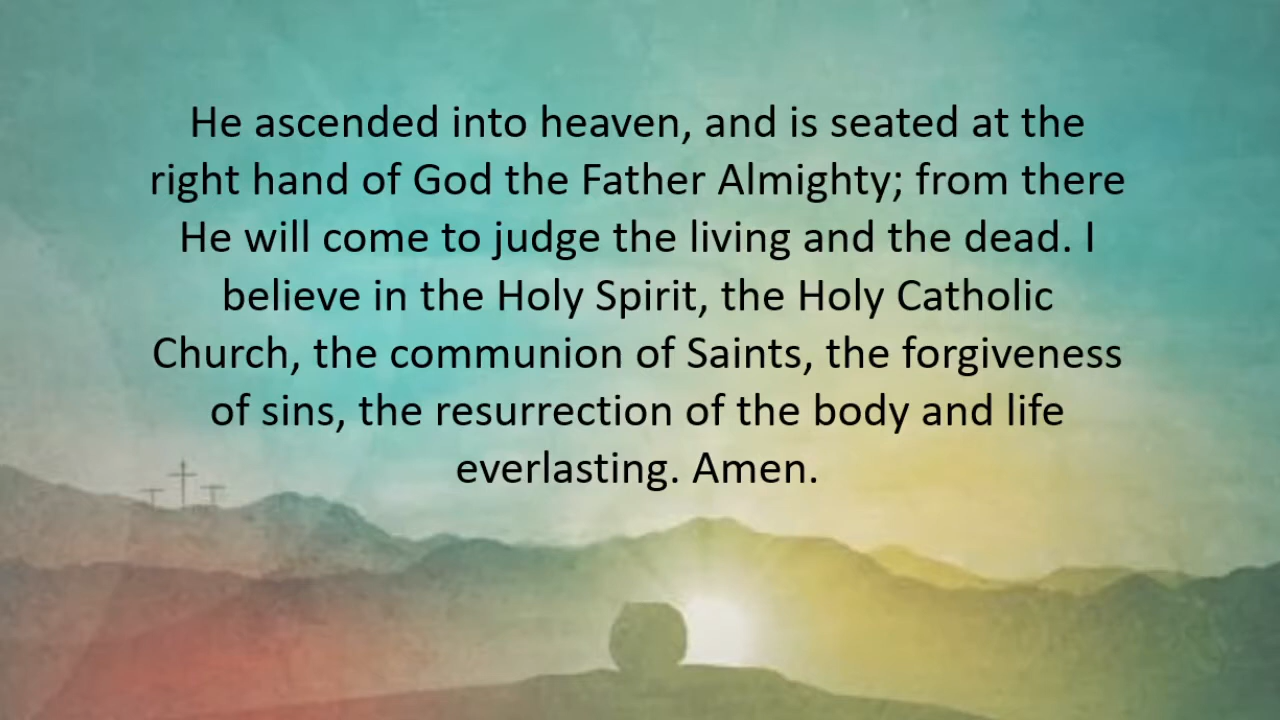 He ascended into heaven, and is seated at the
right hand of God the Father Almighty; from there
He will come to judge the living and the dead. I
believe in the Holy Spirit, the Holy Catholic
Church, the communion of Saints, the forgiveness
of sins, the resurrection of the body and life
everlasting. Amen.